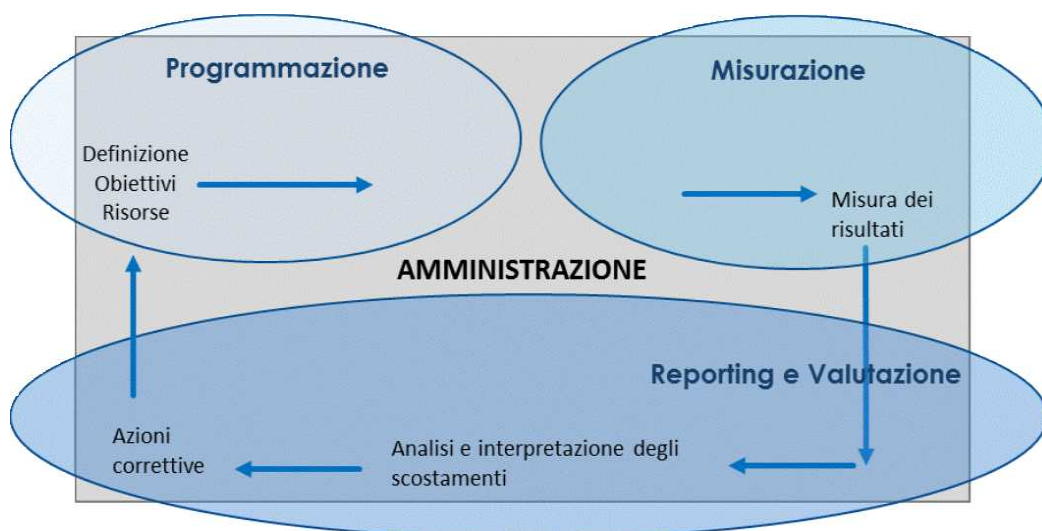 Programmazione
Misurazione
Definizione
Obiettivi
Risorse
Misura dei
risultati
AMMINISTRAZIONE
Reporting e Valutazione
Azioni
correttive
Analisi e interpretazione degli
scostamenti